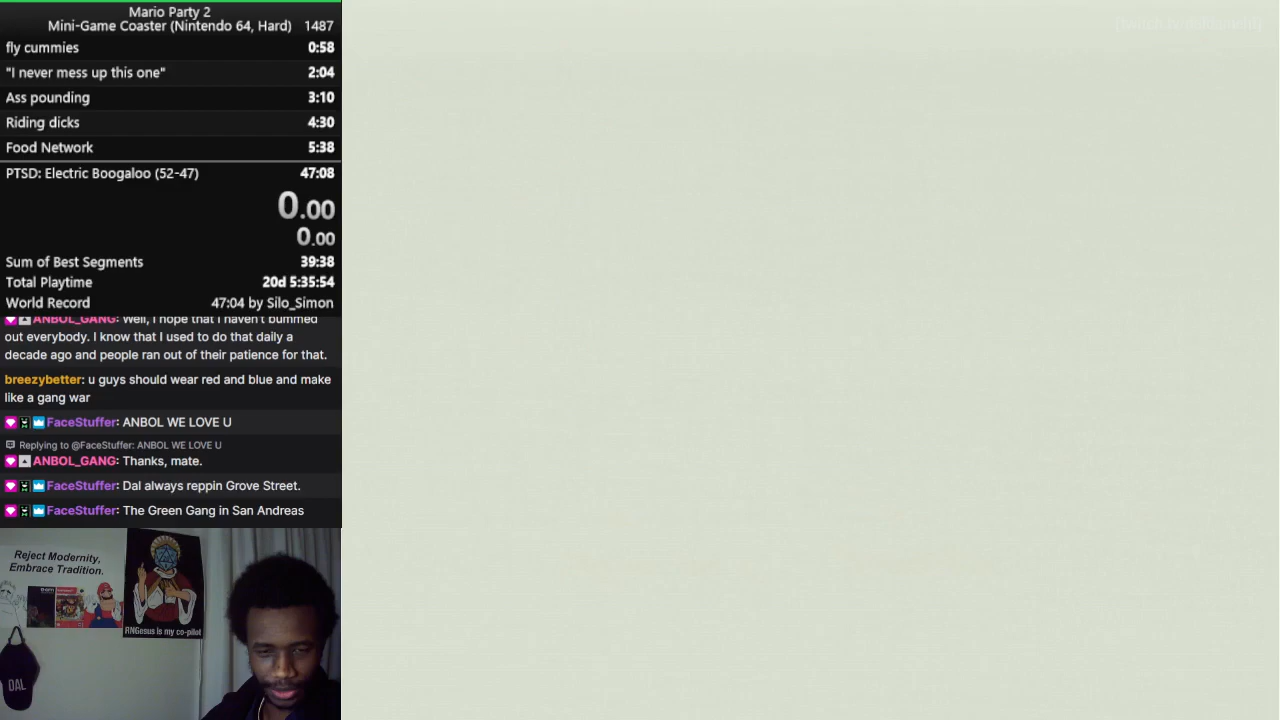 Mario Party 2
Mini-Game Coaster (Nintendo 64, Hard) 1487
fly cummies 0:58
"I never mess up this one" 2:04
Ass pounding 3:10
Riding dicks 4:30
Food Network 5:38
PTSD: Electric Boogaloo (52-47) 47:08
0.00
0.00
Sum of Best Segments 39:38
Total Playtime 20d 5:35:54
World Record 47:04 by Silo_Simon
ANBOL_GANG: Well, I hope that I haven't bummed
out everybody. I know that I used to do that daily a
decade ago and people ran out of their patience for that.
breezybetter: u guys should wear red and blue and make
like a gang war
FaceStuffer: ANBOL WE LOVE U
Replying to @FaceStuffer: ANBOL WE LOVE U
ANBOL_GANG: Thanks, mate.
FaceStuffer: Dal always reppin Grove Street.
FaceStuffer: The Green Gang in San Andreas
Reject Modernity,
Embrace Tradition.
RNGesus is my co-pilot
DAL